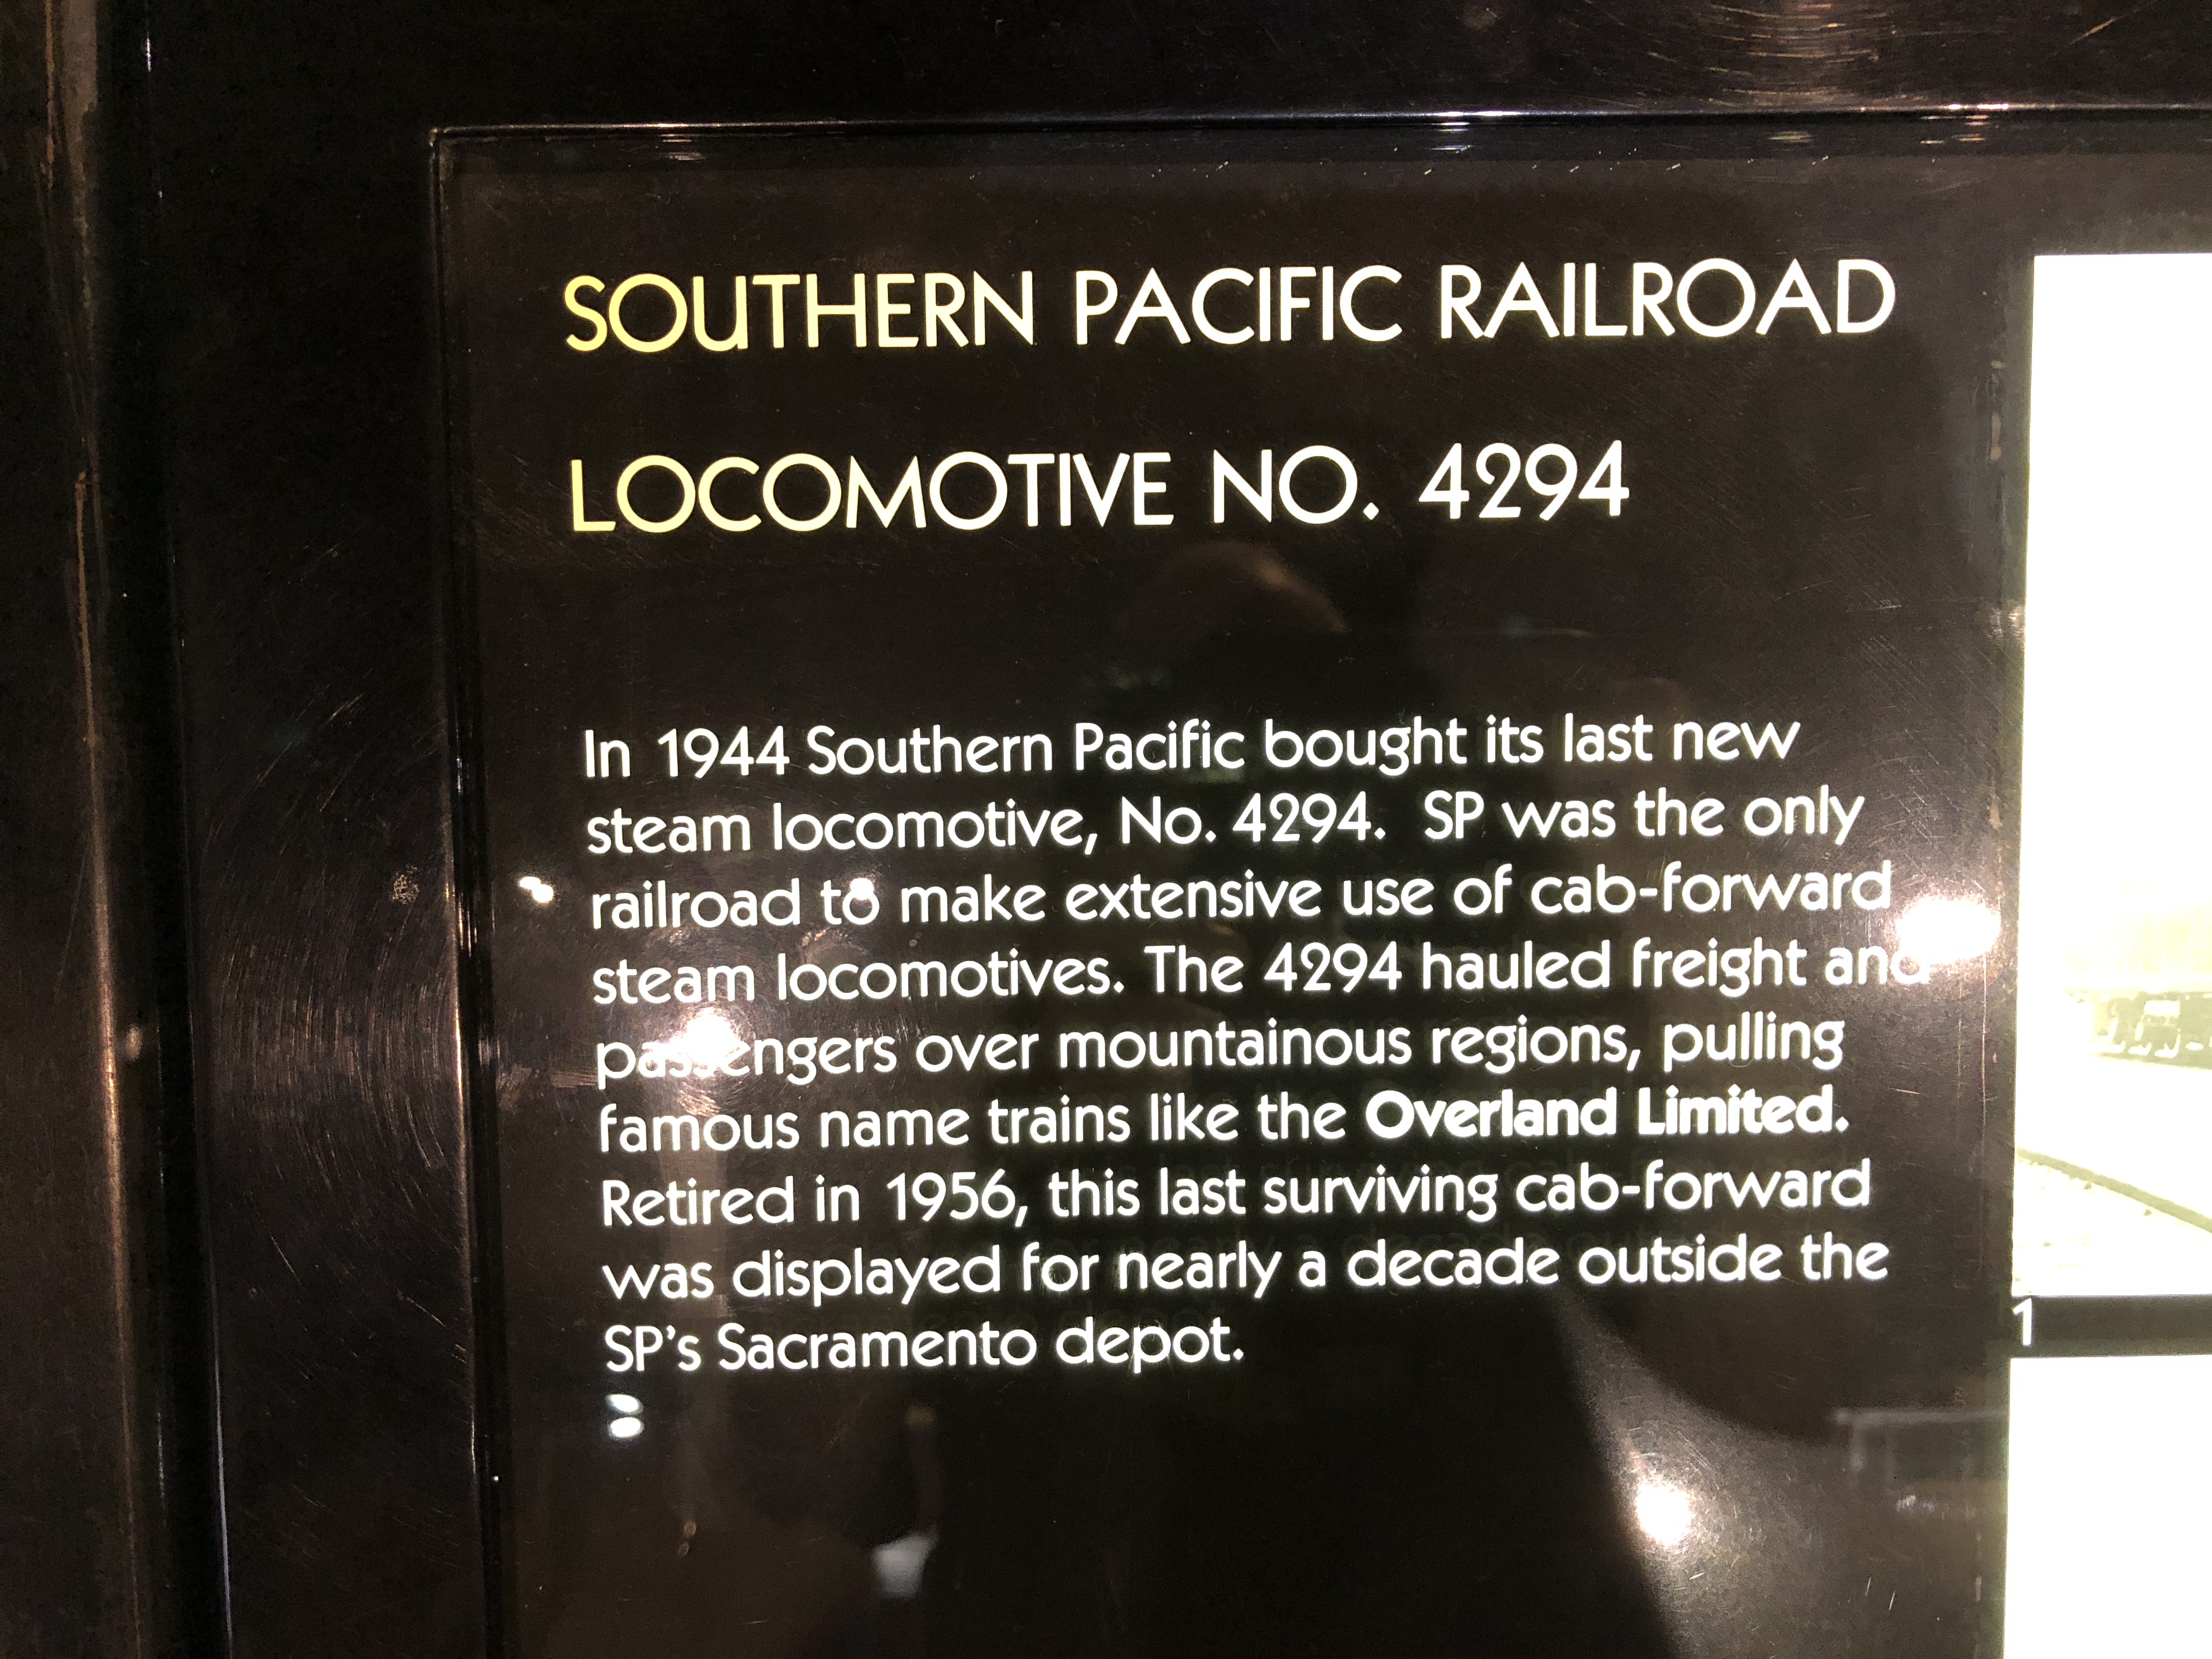 SOUTHERN PACIFIC RAILROAD
LOCOMOTIVE NO. 4294
In 1944 Southern Pacific bought its last new
steam locomotive, No. 4294.  SP was the only
railroad to make extensive use of cab-forward
steam locomotives. The 4294 hauled freight and
passengers over mountainous regions, pulling
famous name trains like the Overland Limited.
Retired in 1956, this last surviving cab-forward
was displayed for nearly a decade outside the
SP's Sacramento depot.
1